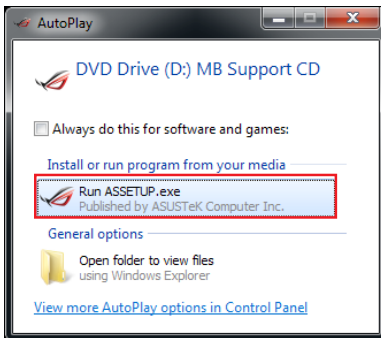 AutoPlay
DVD Drive (D:) MB Support CD
Always do this for software and games:
Install or run program from your media
Run ASSETUP.exe
Published by ASUSTeK Computer Inc.
General options
Open folder to view files
using Windows Explorer
View more AutoPlay options in Control Panel